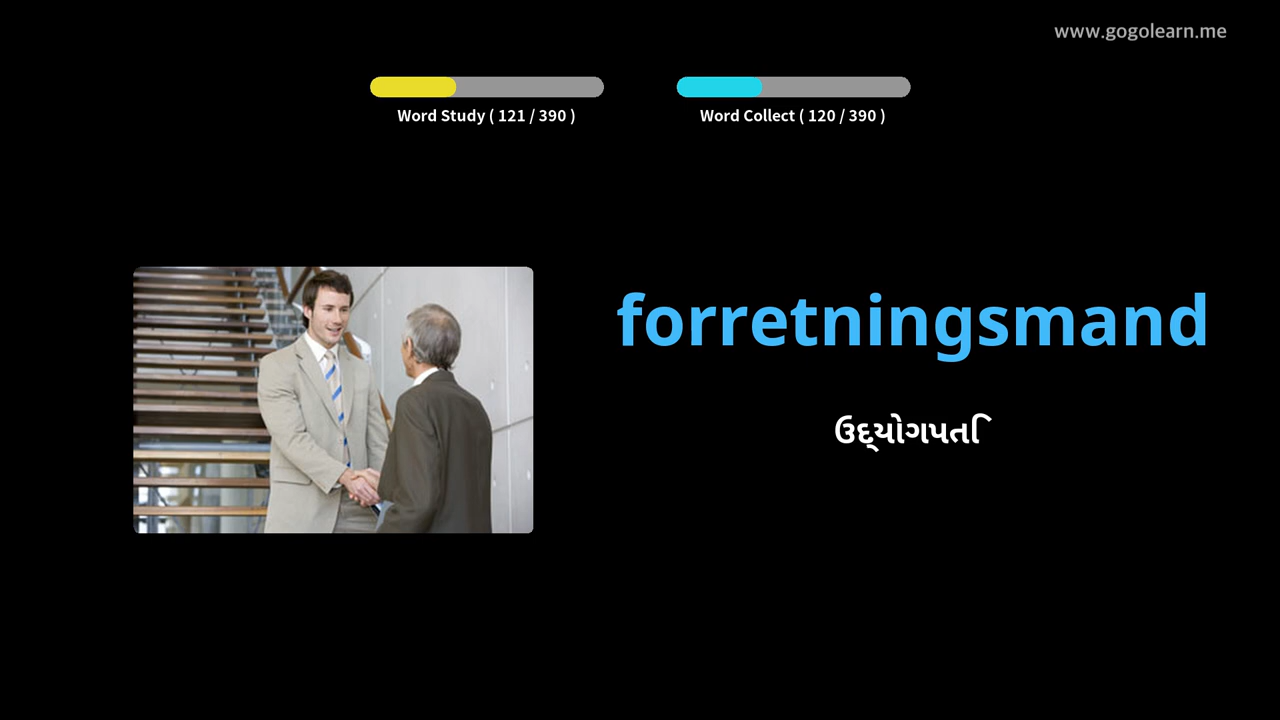 www.gogolearn.me
Word Study ( 121 / 390 )
Word Collect ( 120 / 390 )
forretningsmand
ઉદ્યોગપતિ